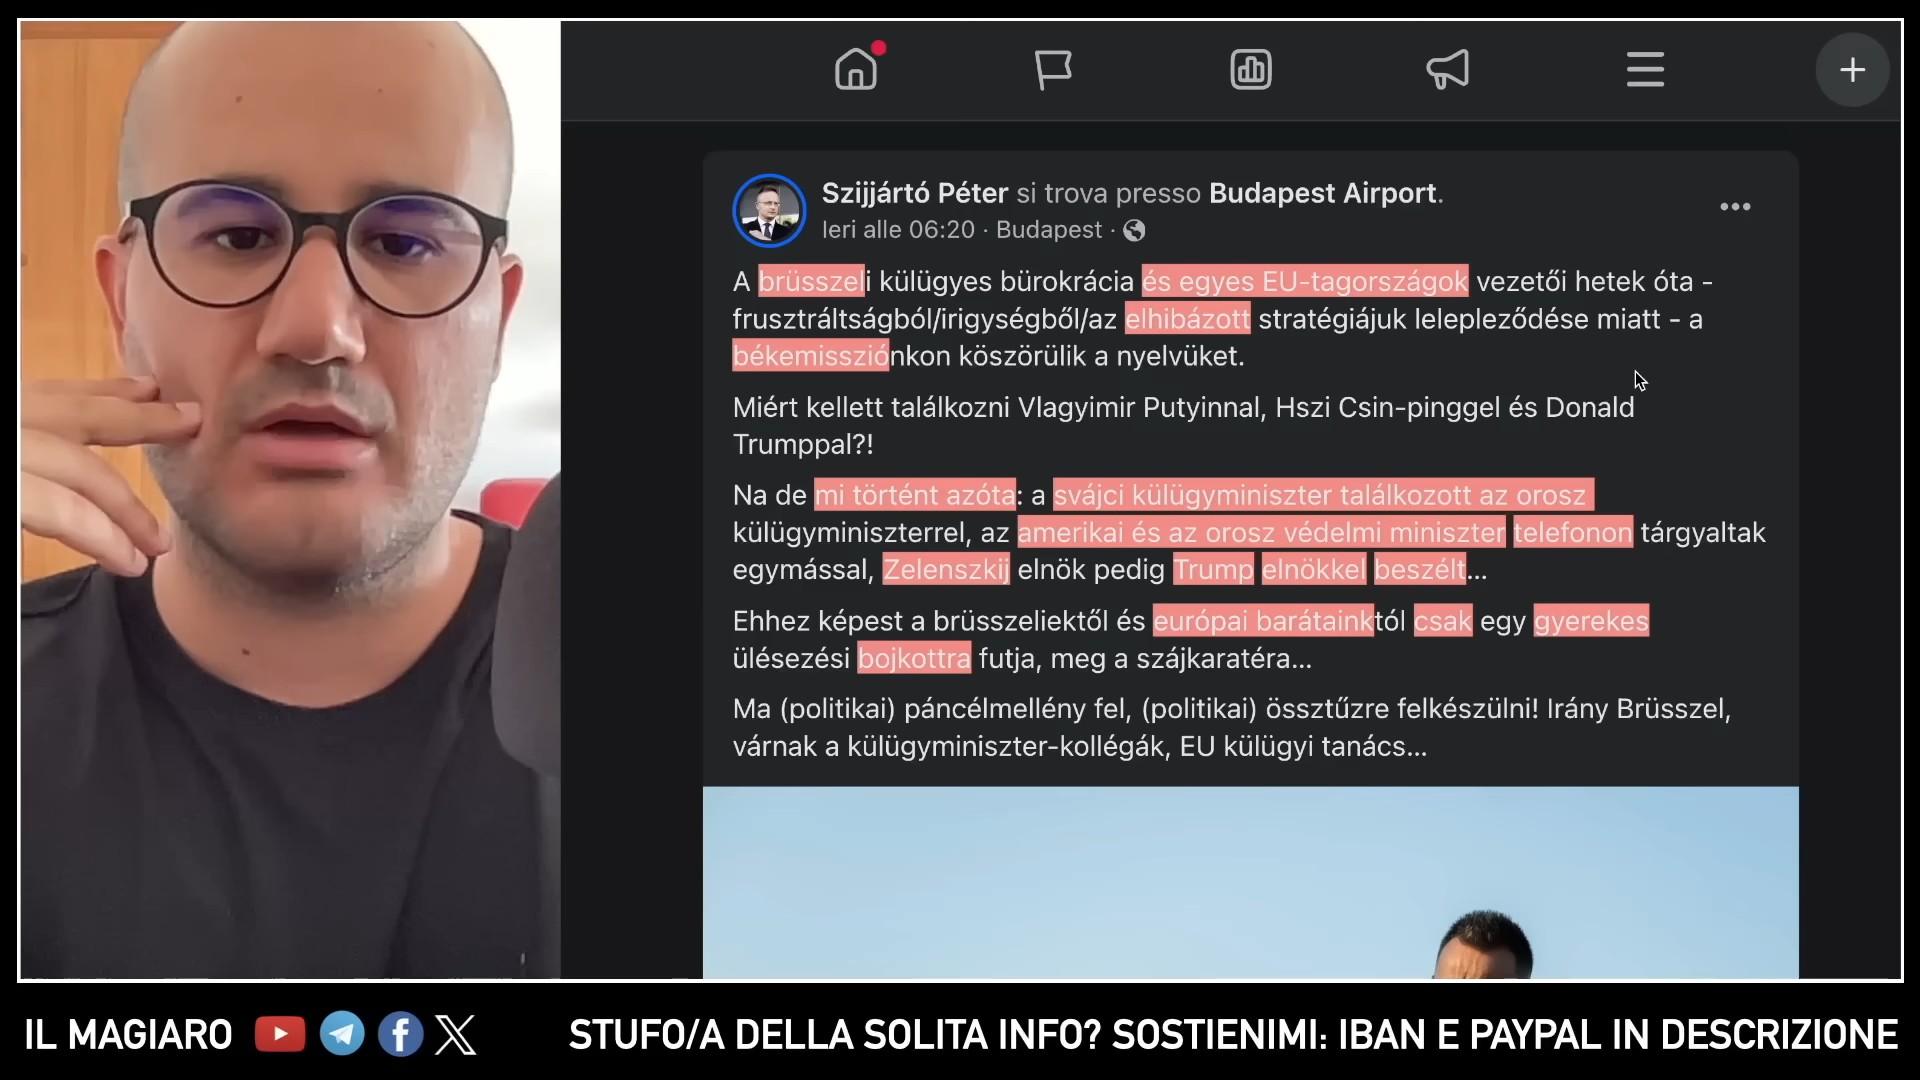 Szijjártó Péter si trova presso Budapest Airport.
Ieri alle 06:20 · Budapest ·
A brüsszeli külügyes bürokrácia és egyes EU-tagországok vezetői hetek óta -
frusztráltságból/irigységből/az elhibázott stratégiájuk lelepleződése miatt - a
békemissziónkon köszörülik a nyelvüket.
Miért kellett találkozni Vlagyimir Putyinnal, Hszi Csin-pinggel és Donald
Trumppal?!
Na de mi történt azóta: a svájci külügyminiszter találkozott az orosz
külügyminiszterrel, az amerikai és az orosz védelmi miniszter telefonon tárgyaltak
egymással, Zelenszkij elnök pedig Trump elnökkel beszélt...
Ehhez képest a brüsszeliektől és európai barátainktól csak egy gyerekes
ülésezési bojkottra futja, meg a szájkaratéra...
Ma (politikai) páncélmellény fel, (politikai) össztűzre felkészülni! Irány Brüsszel,
várnak a külügyminiszter-kollégák, EU külügyi tanács...
IL MAGIARO
STUFO/A DELLA SOLITA INFO? SOSTIENIMI: IBAN E PAYPAL IN DESCRIZIONE